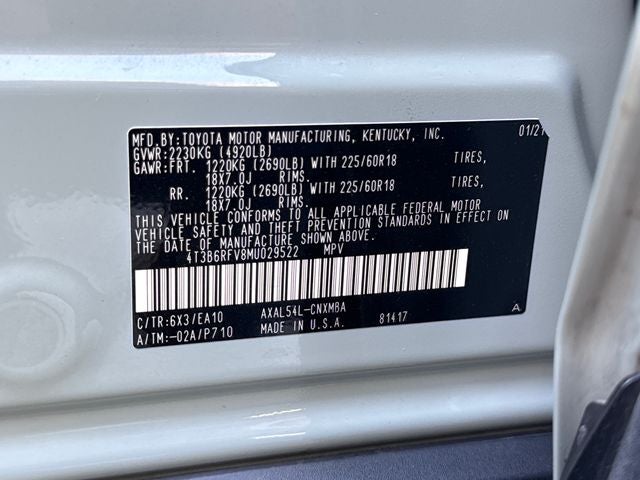 MFD.BY:TOYOTA MOTOR MANUFACTURING, KENTUCKY, INC. 01/21
GVWR:2230KG (4920LB)
GAWR:FRT. 1220KG (2690LB) WITH 225/60R18 TIRES,
18X7.0J RIMS.
RR. 1220KG (2690LB) WITH 225/60R18 TIRES,
18X7.0J RIMS.
THIS VEHICLE CONFORMS TO ALL APPLICABLE FEDERAL MOTOR
VEHICLE SAFETY AND THEFT PREVENTION STANDARDS IN EFFECT ON
THE DATE OF MANUFACTURE SHOWN ABOVE.
4T3B6RFV8MU029522 MPV
C/TR:6X3/EA10 AXAL54L-CNXMBA A
A/TM:-02A/P710 MADE IN U.S.A. 81417